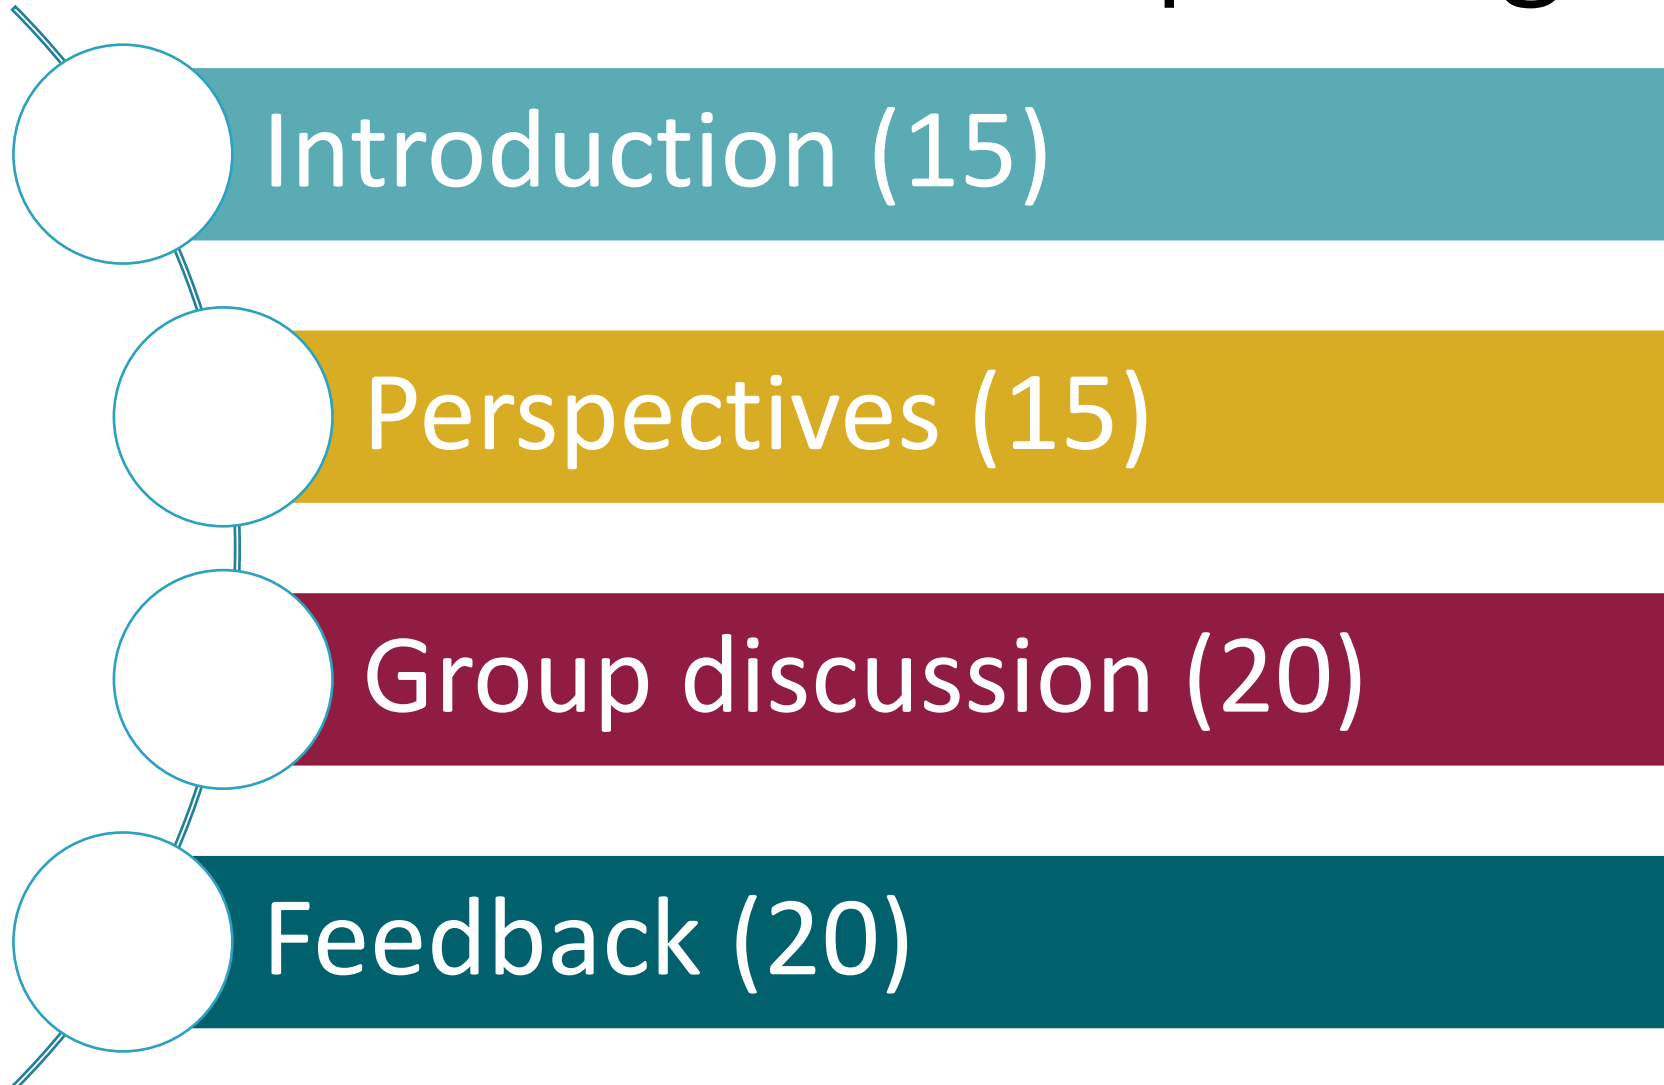 Introduction (15)
Perspectives (15)
Group discussion (20)
Feedback (20)